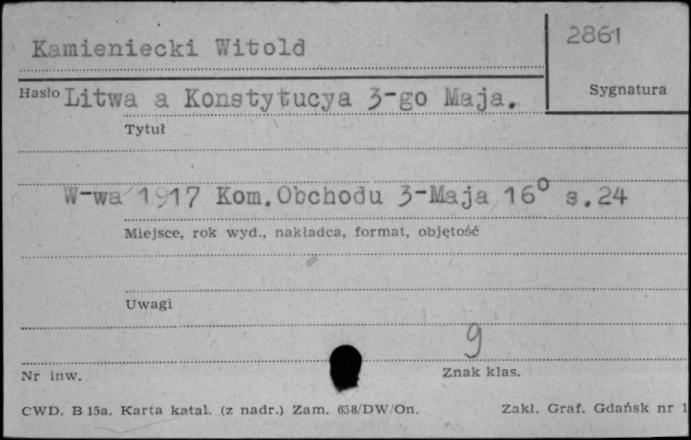 Kamieniecki Witold
2861
Sygnatura
Hasło Litwa a Konstytucya 3-go Maja.
Tytuł
W-wa 1917 Kom.Obchodu 3-Maja 16° s.24
Miejsce, rok wyd., nakładca, format, objętość
Uwagi
9
Nr inw.
Znak klas.
CWD. B 15a. Karta katal. (z nadr.) Zam. 658/DW/On.
Zakł. Graf. Gdańsk nr 1